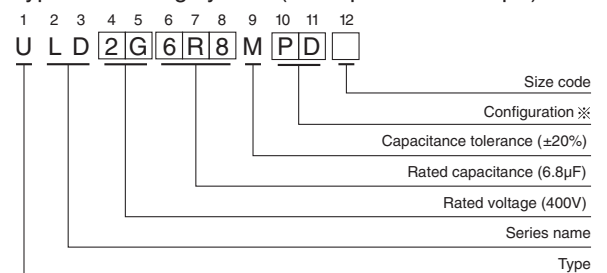 1 2 3 4 5 6 7 8 9 10 11 12
U L D 2 G 6 R 8 M P D
Size code
Configuration ※
Capacitance tolerance (±20%)
Rated capacitance (6.8µF)
Rated voltage (400V)
Series name
Type